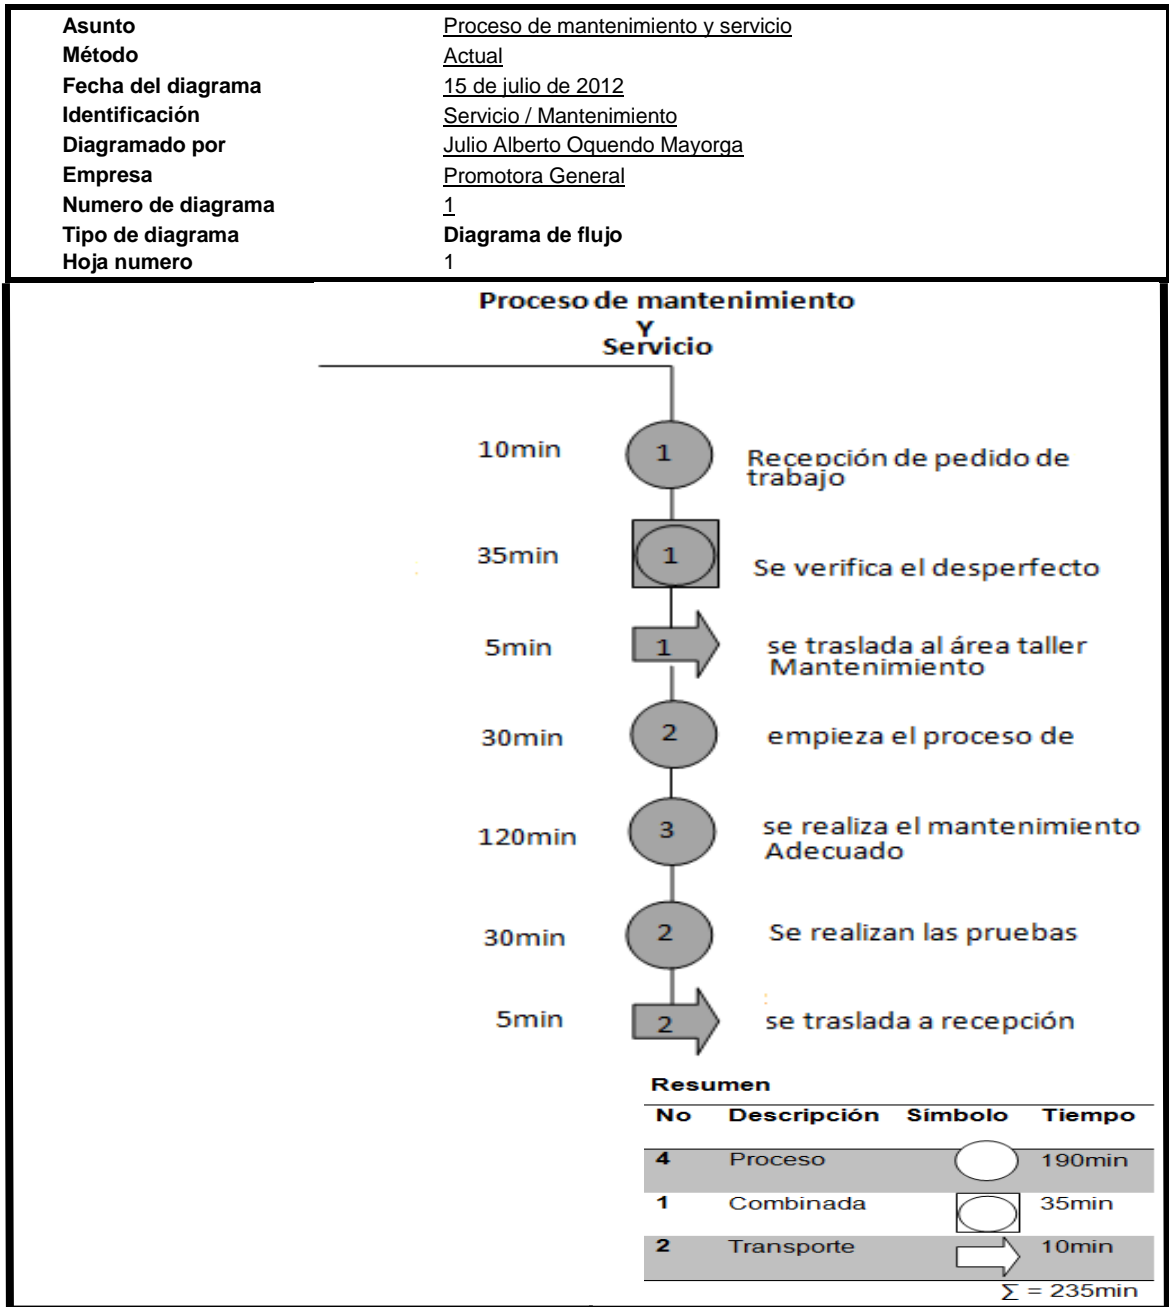 Asunto Proceso de mantenimiento y servicio
Método Actual
Fecha del diagrama 15 de julio de 2012
Identificación Servicio / Mantenimiento
Diagramado por Julio Alberto Oquendo Mayorga
Empresa Promotora General
Numero de diagrama 1
Tipo de diagrama Diagrama de flujo
Hoja numero 1
Proceso de mantenimiento
Y
Servicio
10min 1 Recepción de pedido de
trabajo
35min 1 Se verifica el desperfecto
5min 1 se traslada al área taller
Mantenimiento
30min 2 empieza el proceso de
120min 3 se realiza el mantenimiento
Adecuado
30min 2 Se realizan las pruebas
5min 2 se traslada a recepción
Resumen
No Descripción Símbolo Tiempo
4 Proceso 190min
1 Combinada 35min
2 Transporte 10min
∑ = 235min